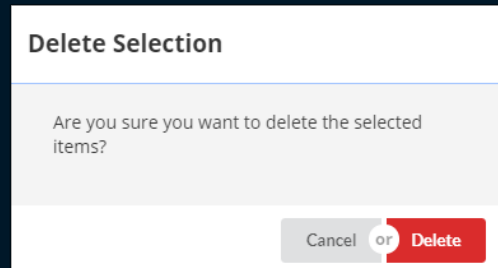 Delete Selection
Are you sure you want to delete the selected
items?
Cancel or Delete